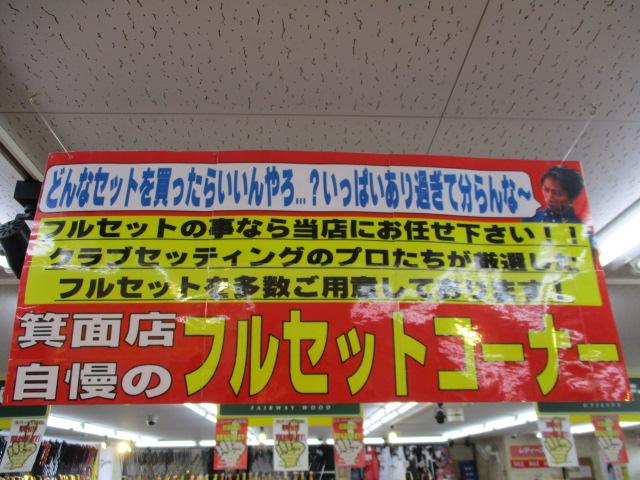 どんなセットを買ったらいいんやろ...?いっぱいあり過ぎて分らんな～
フルセットの事なら当店にお任せ下さい！！
クラブセッティングのプロたちが厳選した
フルセットを多数ご用意しております！
箕面店
自慢の
フルセットコーナー
FAIRWAY WOOD